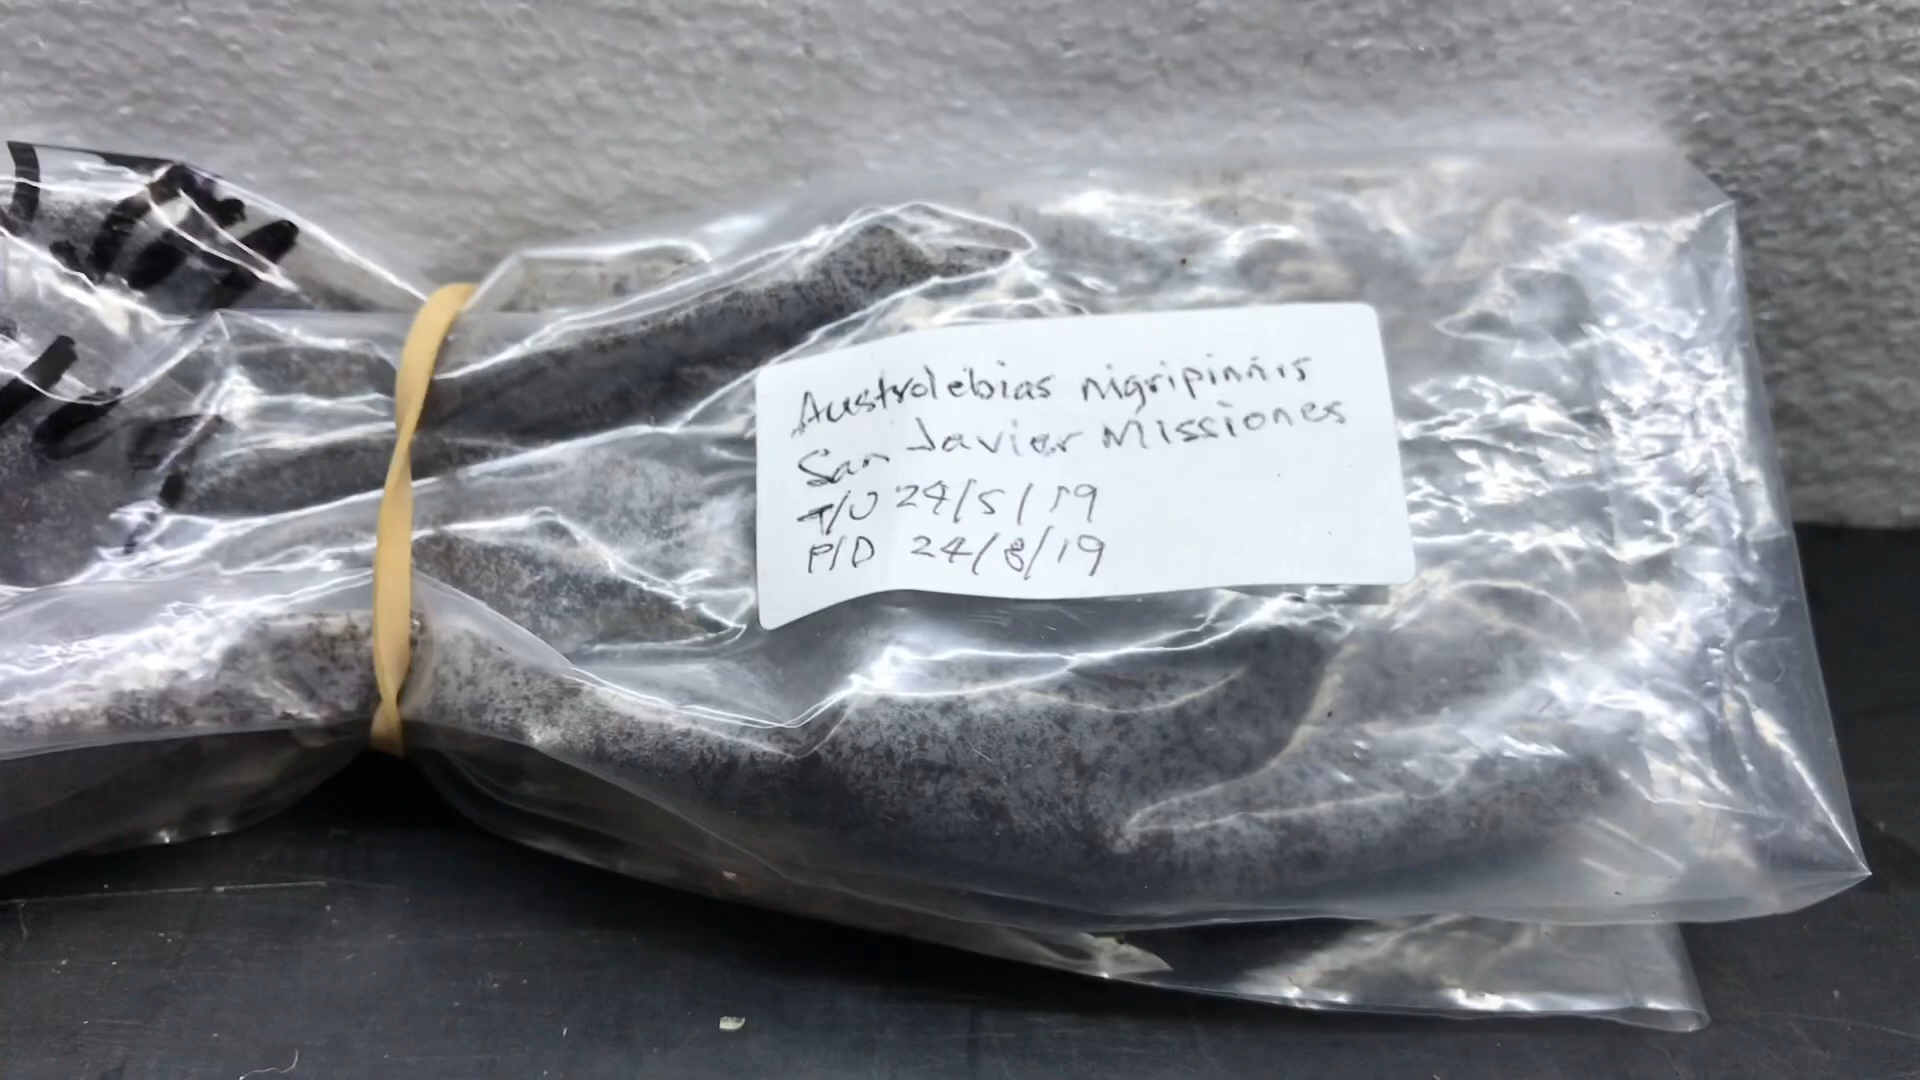 Austrolebias nigripinnis
San Javier Missiones
T/U 24/5/19
P/D 24/8/19